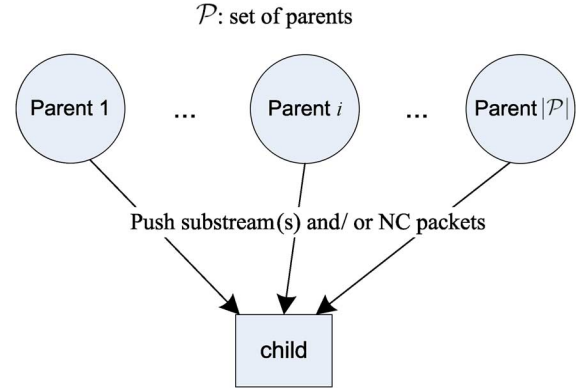 𝒫: set of parents
Parent 1 ... Parent i ... Parent |𝒫|
Push substream(s) and/ or NC packets
child